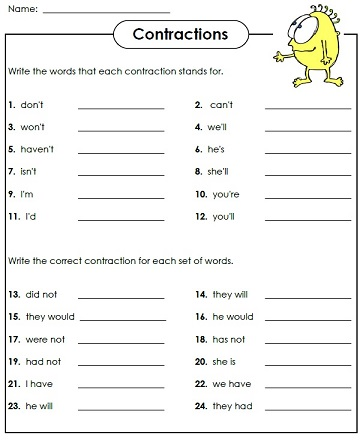 Name:
Contractions
Write the words that each contraction stands for.
1. don't 2. can't
3. won't 4. we'll
5. haven't 6. he's
7. isn't 8. she'll
9. I'm 10. you're
11. I'd 12. you'll
Write the correct contraction for each set of words.
13. did not 14. they will
15. they would 16. he would
17. were not 18. has not
19. had not 20. she is
21. I have 22. we have
23. he will 24. they had